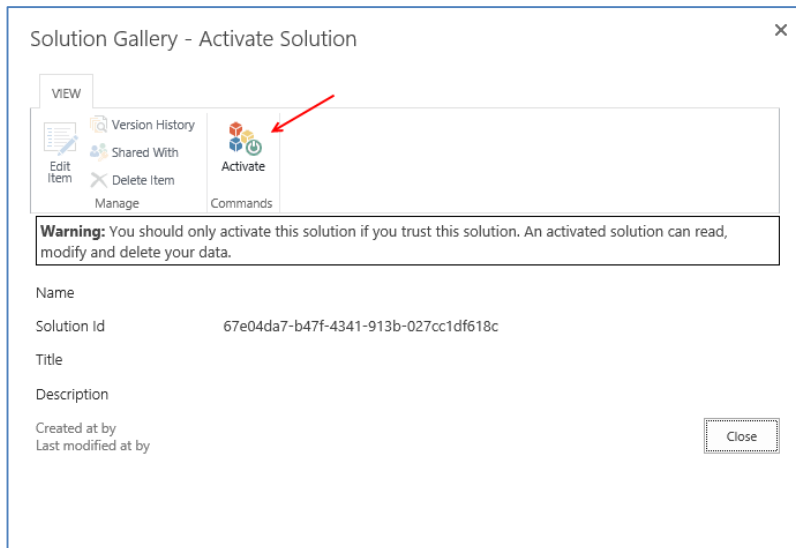 Solution Gallery - Activate Solution
VIEW
Edit
Item
Version History
Shared With
Delete Item
Manage
Activate
Commands
Warning: You should only activate this solution if you trust this solution. An activated solution can read,
modify and delete your data.
Name
Solution Id 67e04da7-b47f-4341-913b-027cc1df618c
Title
Description
Created at by
Last modified at by
Close